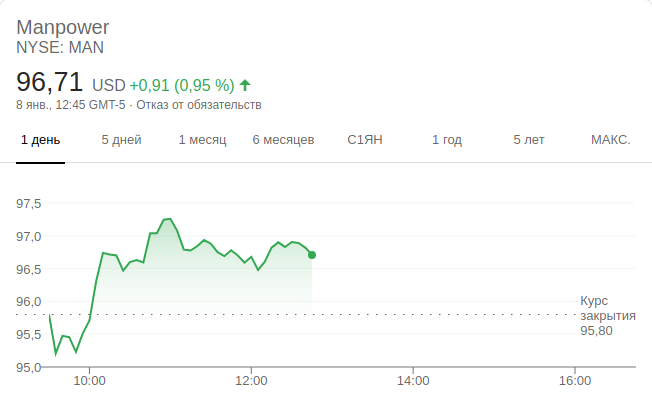 Manpower
NYSE: MAN
96,71 USD +0,91 (0,95 %)
8 янв., 12:45 GMT-5 · Отказ от обязательств
1 день 5 дней 1 месяц 6 месяцев С1ЯН 1 год 5 лет МАКС.
97,5
97,0
96,5
96,0
95,5
95,0
Курс
закрытия
95,80
10:00 12:00 14:00 16:00